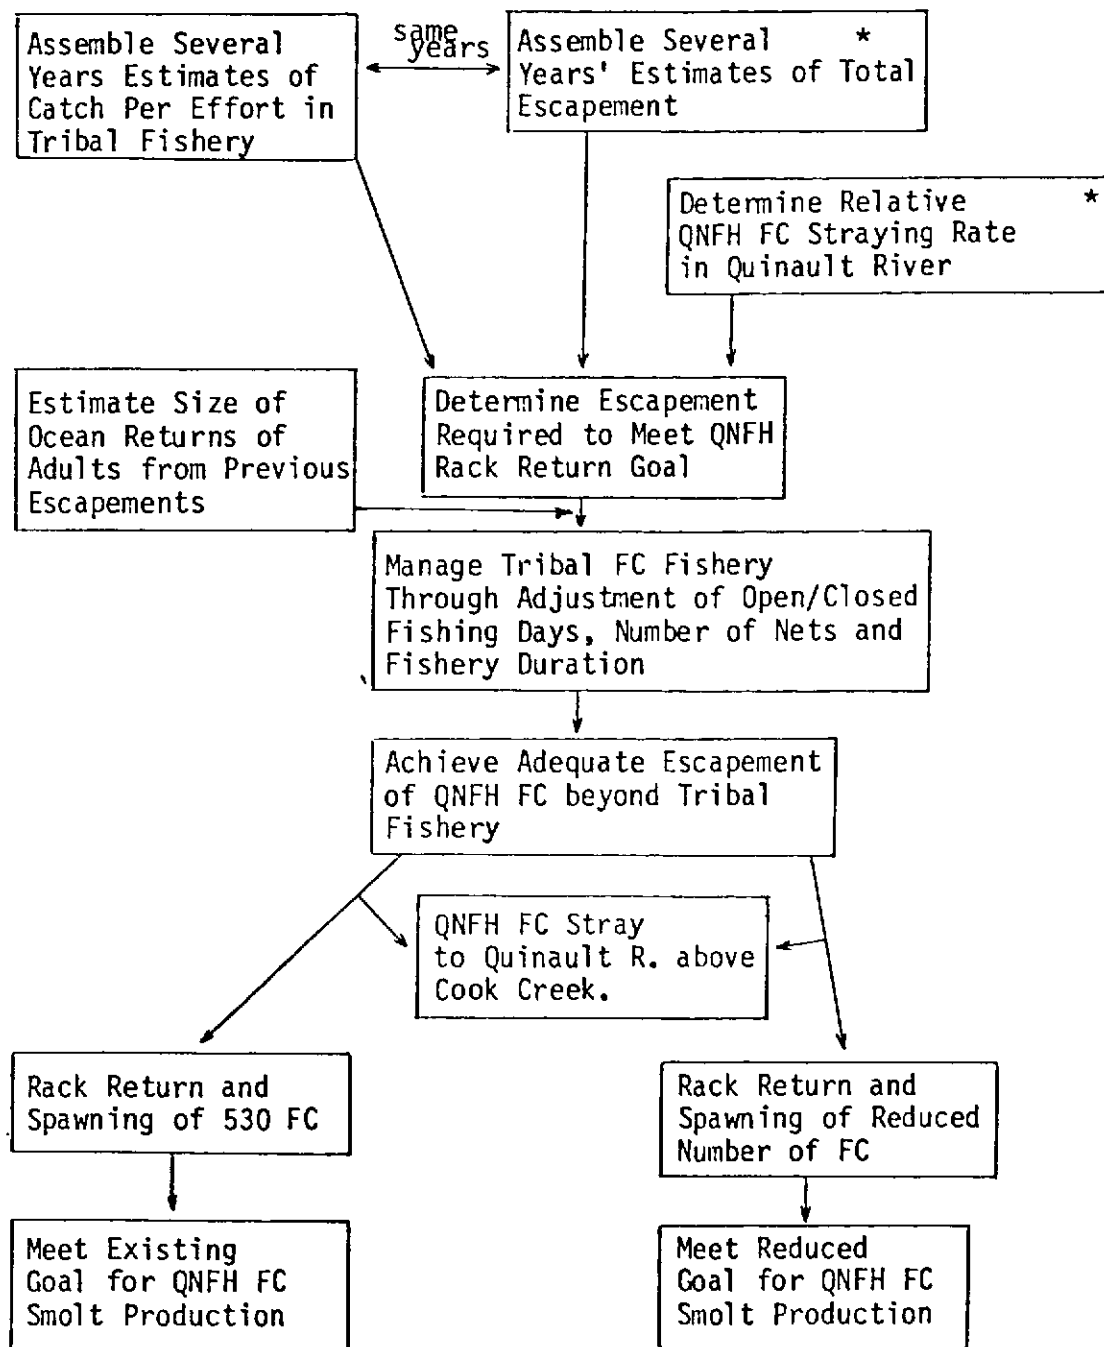 Assemble Several
Years Estimates of
Catch Per Effort in
Tribal Fishery
same
years
Assemble Several *
Years' Estimates of Total
Escapement
Determine Relative *
QNFH FC Straying Rate
in Quinault River
Estimate Size of
Ocean Returns of
Adults from Previous
Escapements
Determine Escapement
Required to Meet QNFH
Rack Return Goal
Manage Tribal FC Fishery
Through Adjustment of Open/Closed
Fishing Days, Number of Nets and
Fishery Duration
Achieve Adequate Escapement
of QNFH FC beyond Tribal
Fishery
QNFH FC Stray
to Quinault R. above
Cook Creek.
Rack Return and
Spawning of 530 FC
Rack Return and
Spawning of Reduced
Number of FC
Meet Existing
Goal for QNFH FC
Smolt Production
Meet Reduced
Goal for QNFH FC
Smolt Production